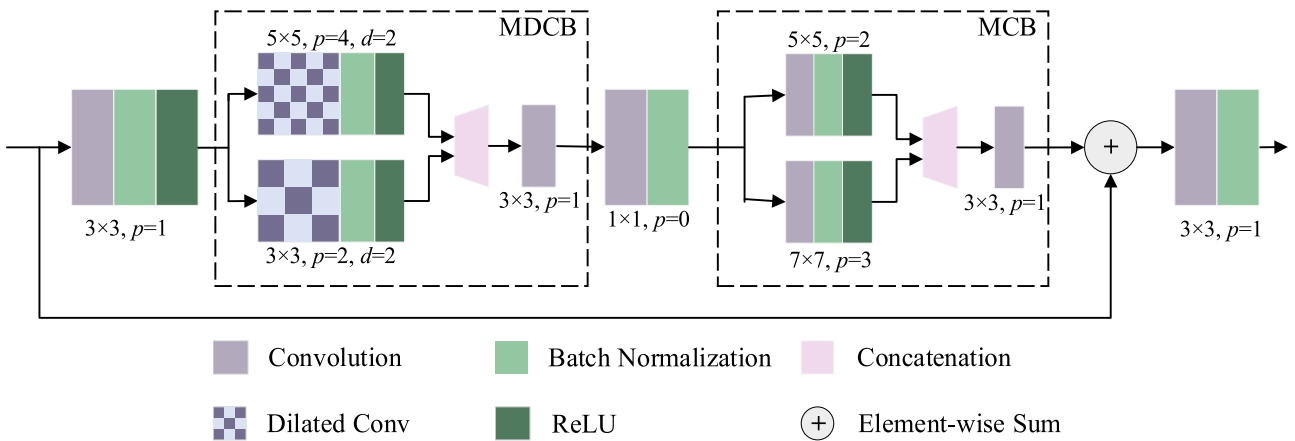 MDCB
MCB
5×5, p=4, d=2
5×5, p=2
3×3, p=1
3×3, p=2, d=2
3×3, p=1
1×1, p=0
7×7, p=3
3×3, p=1
3×3, p=1
Convolution
Batch Normalization
Concatenation
Dilated Conv
ReLU
+ Element-wise Sum
+